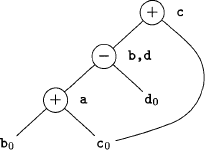 + c
− b,d
+ a d₀
b₀ c₀